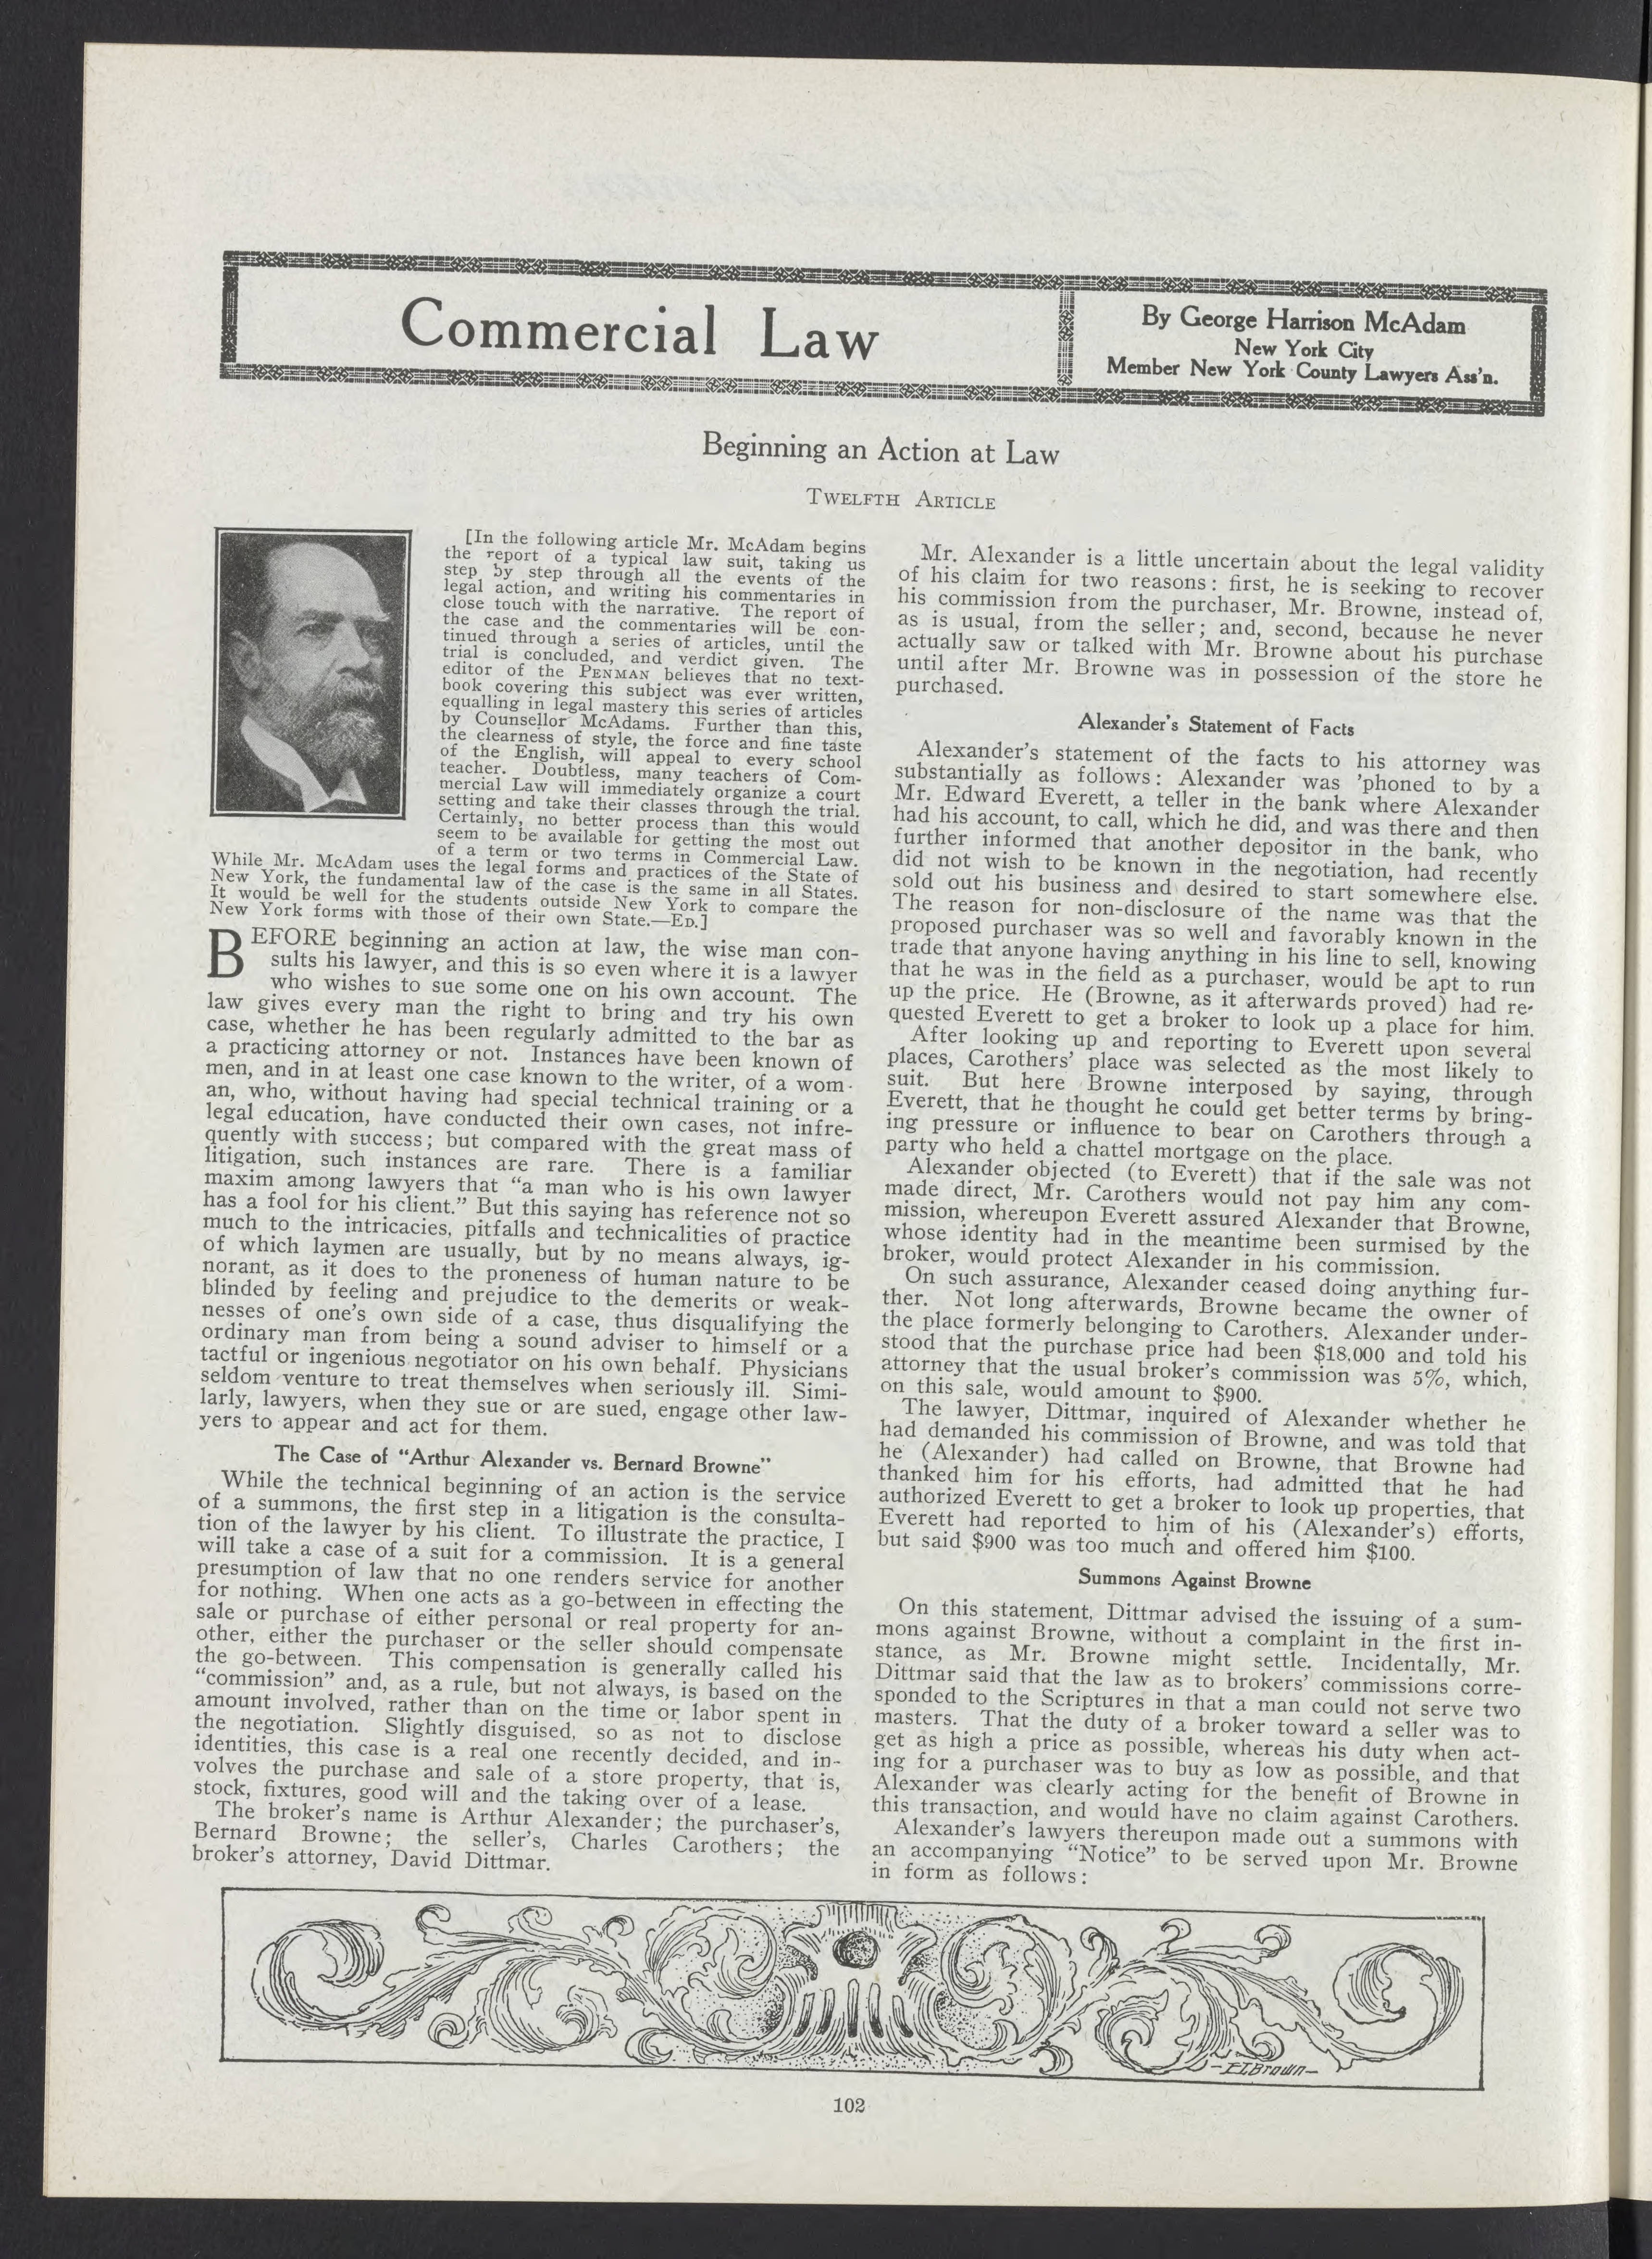 Commercial Law
By George Harrison McAdam
New York City
Member New York County Lawyers Ass'n.
Beginning an Action at Law
TWELFTH ARTICLE
[In the following article Mr. McAdam begins
the report of a typical law suit, taking us
step by step through all the events of the
legal action, and writing his commentaries in
close touch with the narrative. The report of
the case and the commentaries will be con-
tinued through a series of articles, until the
trial is concluded, and verdict given. The
editor of the PENMAN believes that no text-
book covering this subject was ever written,
equalling in legal mastery this series of articles
by Counsellor McAdams. Further than this,
the clearness of style, the force and fine taste
of the English, will appeal to every school
teacher. Doubtless, many teachers of Com-
mercial Law will immediately organize a court
setting and take their classes through the trial.
Certainly, no better process than this would
seem to be available for getting the most out
of a term or two terms in Commercial Law.
While Mr. McAdam uses the legal forms and practices of the State of
New York, the fundamental law of the case is the same in all States.
It would be well for the students outside New York to compare the
New York forms with those of their own State.—ED.]
BEFORE beginning an action at law, the wise man con-
sults his lawyer, and this is so even where it is a lawyer
who wishes to sue some one on his own account. The
law gives every man the right to bring and try his own
case, whether he has been regularly admitted to the bar as
a practicing attorney or not. Instances have been known of
men, and in at least one case known to the writer, of a wom-
an, who, without having had special technical training or a
legal education, have conducted their own cases, not infre-
quently with success; but compared with the great mass of
litigation, such instances are rare. There is a familiar
maxim among lawyers that "a man who is his own lawyer
has a fool for his client." But this saying has reference not so
much to the intricacies, pitfalls and technicalities of practice
of which laymen are usually, but by no means always, ig-
norant, as it does to the proneness of human nature to be
blinded by feeling and prejudice to the demerits or weak-
nesses of one's own side of a case, thus disqualifying the
ordinary man from being a sound adviser to himself or a
tactful or ingenious negotiator on his own behalf. Physicians
seldom venture to treat themselves when seriously ill. Simi-
larly, lawyers, when they sue or are sued, engage other law-
yers to appear and act for them.
The Case of "Arthur Alexander vs. Bernard Browne"
While the technical beginning of an action is the service
of a summons, the first step in a litigation is the consulta-
tion of the lawyer by his client. To illustrate the practice, I
will take a case of a suit for a commission. It is a general
presumption of law that no one renders service for another
for nothing. When one acts as a go-between in effecting the
sale or purchase of either personal or real property for an-
other, either the purchaser or the seller should compensate
the go-between. This compensation is generally called his
"commission" and, as a rule, but not always, is based on the
amount involved, rather than on the time or labor spent in
the negotiation. Slightly disguised, so as not to disclose
identities, this case is a real one recently decided, and in-
volves the purchase and sale of a store property, that is,
stock, fixtures, good will and the taking over of a lease.
The broker's name is Arthur Alexander; the purchaser's,
Bernard Browne; the seller's, Charles Carothers; the
broker's attorney, David Dittmar.
Mr. Alexander is a little uncertain about the legal validity
of his claim for two reasons: first, he is seeking to recover
his commission from the purchaser, Mr. Browne, instead of,
as is usual, from the seller; and, second, because he never
actually saw or talked with Mr. Browne about his purchase
until after Mr. Browne was in possession of the store he
purchased.
Alexander's Statement of Facts
Alexander's statement of the facts to his attorney was
substantially as follows: Alexander was 'phoned to by a
Mr. Edward Everett, a teller in the bank where Alexander
had his account, to call, which he did, and was there and then
further informed that another depositor in the bank, who
did not wish to be known in the negotiation, had recently
sold out his business and desired to start somewhere else.
The reason for non-disclosure of the name was that the
proposed purchaser was so well and favorably known in the
trade that anyone having anything in his line to sell, knowing
that he was in the field as a purchaser, would be apt to run
up the price. He (Browne, as it afterwards proved) had re-
quested Everett to get a broker to look up a place for him.
After looking up and reporting to Everett upon several
places, Carothers' place was selected as the most likely to
suit. But here Browne interposed by saying, through
Everett, that he thought he could get better terms by bring-
ing pressure or influence to bear on Carothers through a
party who held a chattel mortgage on the place.
Alexander objected (to Everett) that if the sale was not
made direct, Mr. Carothers would not pay him any com-
mission, whereupon Everett assured Alexander that Browne,
whose identity had in the meantime been surmised by the
broker, would protect Alexander in his commission.
On such assurance, Alexander ceased doing anything fur-
ther. Not long afterwards, Browne became the owner of
the place formerly belonging to Carothers. Alexander under-
stood that the purchase price had been $18,000 and told his
attorney that the usual broker's commission was 5%, which,
on this sale, would amount to $900.
The lawyer, Dittmar, inquired of Alexander whether he
had demanded his commission of Browne, and was told that
he (Alexander) had called on Browne, that Browne had
thanked him for his efforts, had admitted that he had
authorized Everett to get a broker to look up properties, that
Everett had reported to him of his (Alexander's) efforts,
but said $900 was too much and offered him $100.
Summons Against Browne
On this statement, Dittmar advised the issuing of a sum-
mons against Browne, without a complaint in the first in-
stance, as Mr. Browne might settle. Incidentally, Mr.
Dittmar said that the law as to brokers' commissions corre-
sponded to the Scriptures in that a man could not serve two
masters. That the duty of a broker toward a seller was to
get as high a price as possible, whereas his duty when act-
ing for a purchaser was to buy as low as possible, and that
Alexander was clearly acting for the benefit of Browne in
this transaction, and would have no claim against Carothers.
Alexander's lawyers thereupon made out a summons with
an accompanying "Notice" to be served upon Mr. Browne
in form as follows:
-E.L.Brown-
102